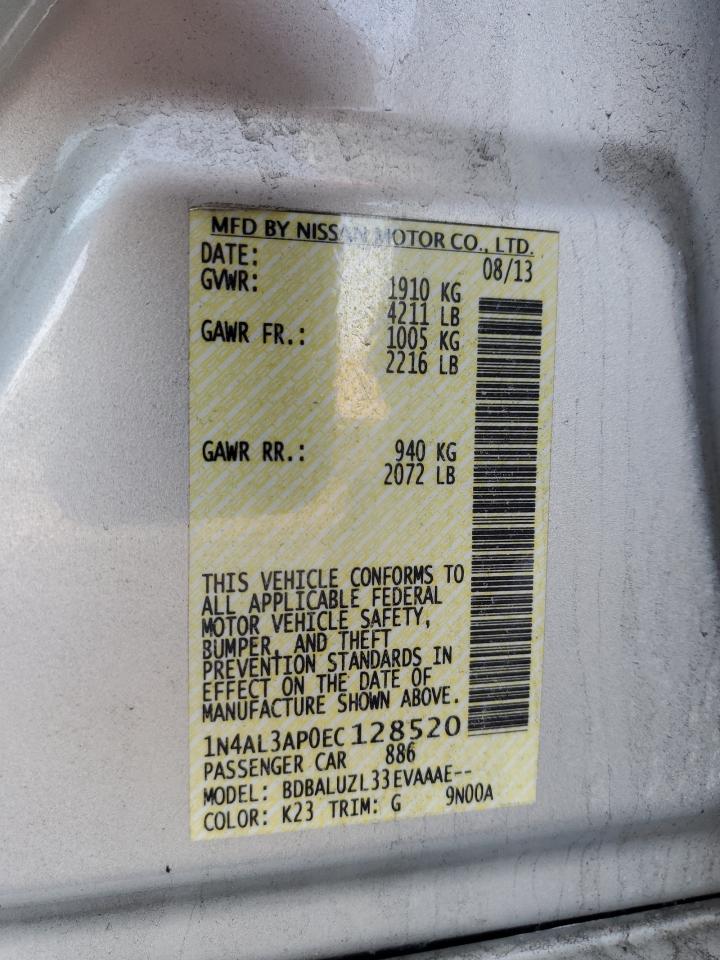 MFD BY NISSAN MOTOR CO., LTD.
DATE: 08/13
GVWR: 1910 KG
4211 LB
GAWR FR.: 1005 KG
2216 LB
GAWR RR.: 940 KG
2072 LB
THIS VEHICLE CONFORMS TO
ALL APPLICABLE FEDERAL
MOTOR VEHICLE SAFETY,
BUMPER, AND THEFT
PREVENTION STANDARDS IN
EFFECT ON THE DATE OF
MANUFACTURE SHOWN ABOVE.
1N4AL3AP0EC128520
PASSENGER CAR 886
MODEL: BDBALUZL33EVAAAE--
COLOR: K23 TRIM: G 9N00A